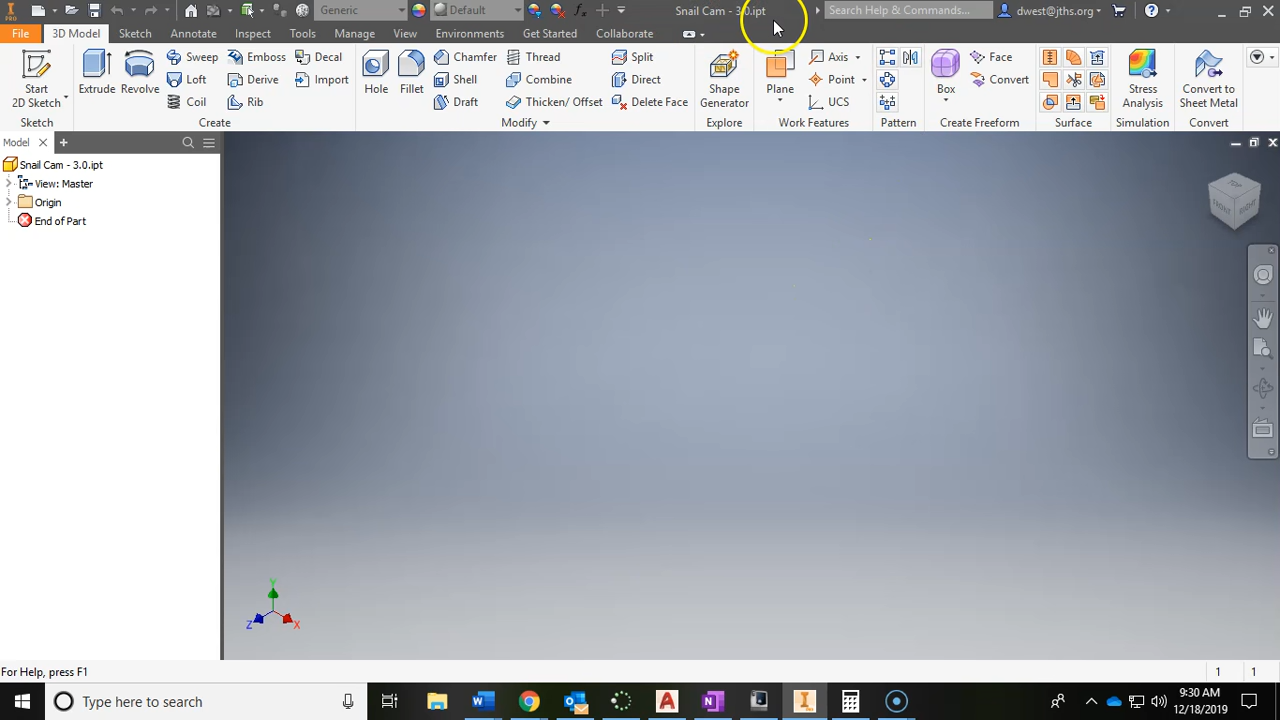 Generic
Default
Snail Cam - 3.0.ipt
Search Help & Commands...
dwest@jths.org
File
3D Model
Sketch
Annotate
Inspect
Tools
Manage
View
Environments
Get Started
Collaborate
Start
2D Sketch
Sketch
Extrude
Revolve
Sweep
Loft
Coil
Emboss
Derive
Rib
Decal
Import
Create
Hole
Fillet
Chamfer
Shell
Draft
Thread
Combine
Thicken/ Offset
Split
Direct
Delete Face
Modify
Shape
Generator
Explore
Plane
Axis
Point
UCS
Work Features
Pattern
Box
Face
Convert
Create Freeform
Surface
Stress
Analysis
Simulation
Convert to
Sheet Metal
Convert
Model
Snail Cam - 3.0.ipt
View: Master
Origin
End of Part
TOP
FRONT
RIGHT
Y
Z
X
For Help, press F1
1
1
Type here to search
9:30 AM
12/18/2019